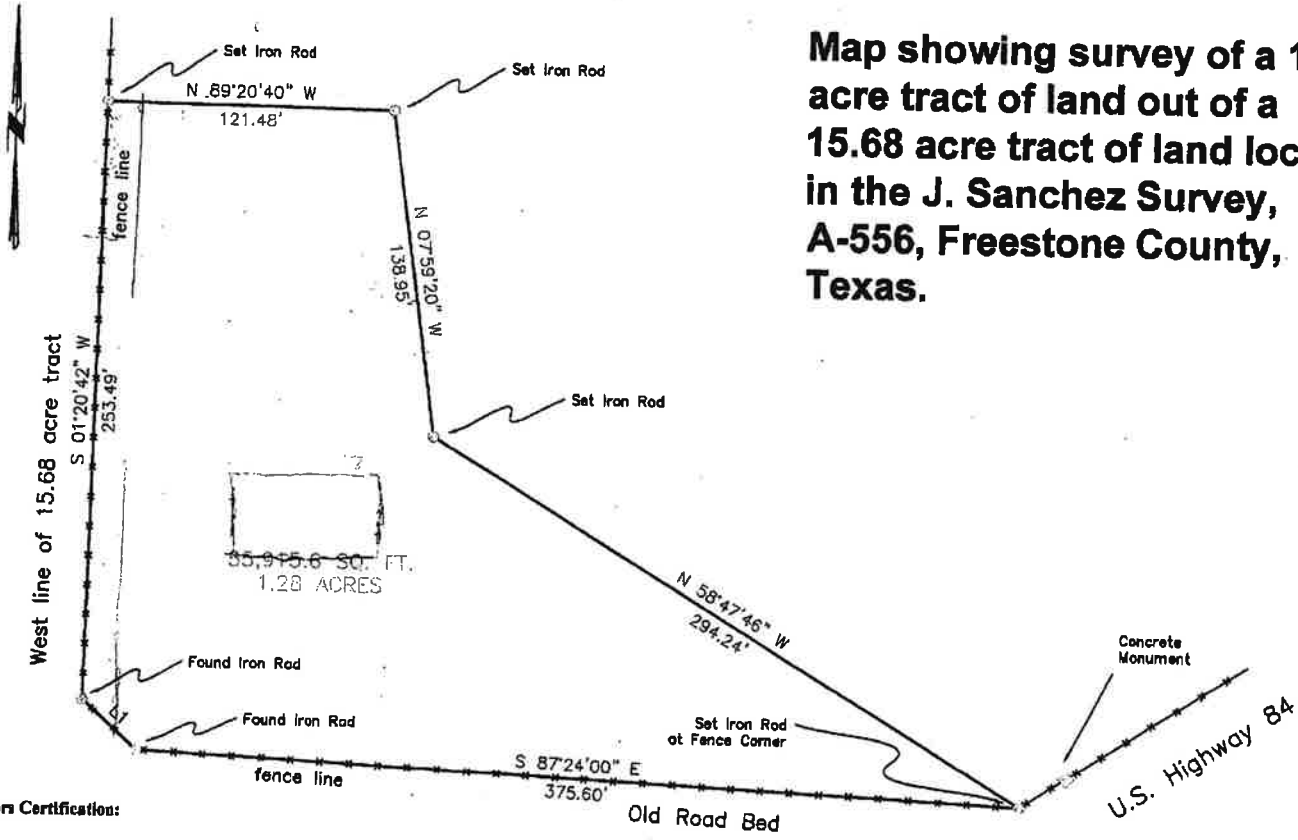 Map showing survey of a 1
acre tract of land out of a
15.68 acre tract of land loc
in the J. Sanchez Survey,
A-556, Freestone County,
Texas.
Set Iron Rod
Set Iron Rod
N 89°20'40" W
121.48'
fence line
N 07°59'20" W
138.95'
West line of 15.68 acre tract
S 01°20'42" W
253.49'
Set Iron Rod
SQ. FT.
1.28 ACRES
N 58°47'46" W
294.24'
Concrete
Monument
Found Iron Rod
Found Iron Rod
Set Iron Rod
at Fence Corner
S 87°24'00" E
375.60'
fence line
Old Road Bed
U.S. Highway 84
rs Certification: